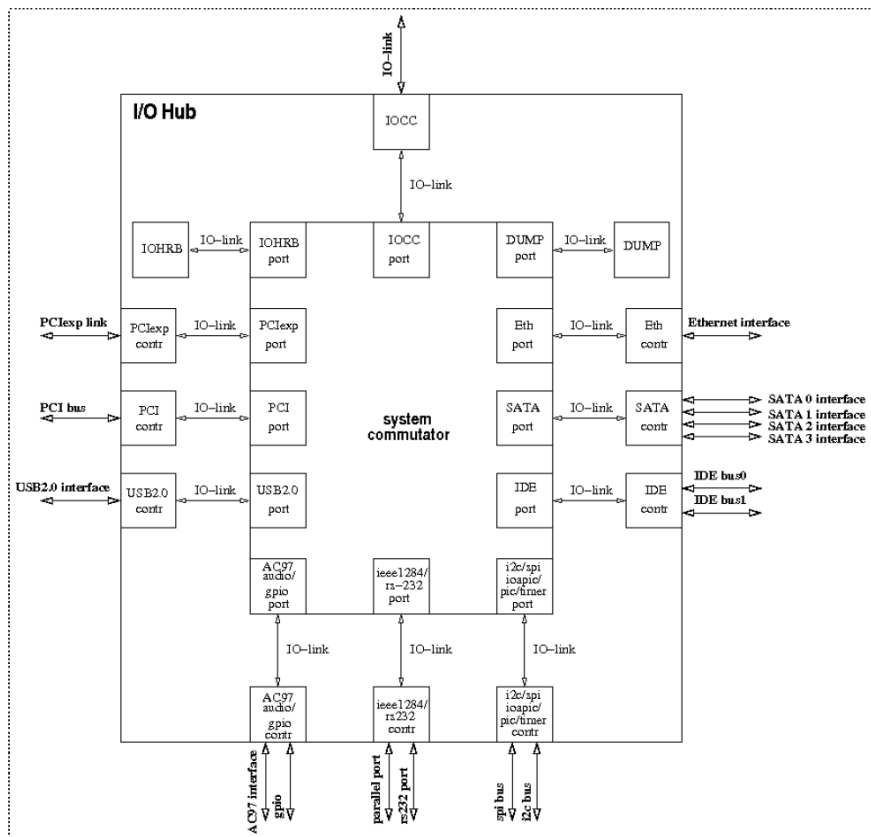 IO-link
I/O Hub
IOCC
IO-link
IOHRB
IO-link
IOHRB
port
IOCC
port
DUMP
port
IO-link
DUMP
PCIexp link
PCIexp
contr
IO-link
PCIexp
port
Eth
port
IO-link
Eth
contr
Ethernet interface
PCI bus
PCI
contr
IO-link
PCI
port
system
commutator
SATA
port
IO-link
SATA
contr
SATA 0 interface
SATA 1 interface
SATA 2 interface
SATA 3 interface
USB2.0 interface
USB2.0
contr
IO-link
USB2.0
port
IDE
port
IO-link
IDE
contr
IDE bus0
IDE bus1
AC97
audio/
gpio
port
ieee1284/
rs-232
port
i2c/spi
ioapic/
pic/timer
port
IO-link
IO-link
IO-link
AC97
audio/
gpio
contr
ieee1284/
rs232
contr
i2c/spi
ioapic/
pic/timer
contr
AC97 interface
gpio
parallel port
rs232 port
spi bus
i2c bus